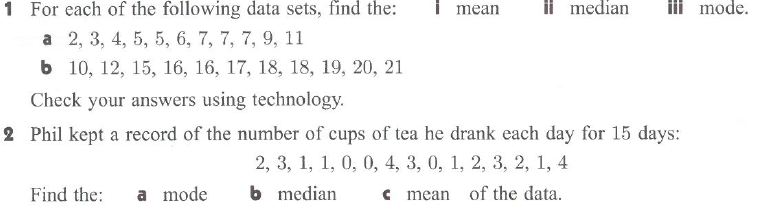 1 For each of the following data sets, find the: i mean ii median iii mode.
a 2, 3, 4, 5, 5, 6, 7, 7, 7, 9, 11
b 10, 12, 15, 16, 16, 17, 18, 18, 19, 20, 21
Check your answers using technology.
2 Phil kept a record of the number of cups of tea he drank each day for 15 days:
2, 3, 1, 1, 0, 0, 4, 3, 0, 1, 2, 3, 2, 1, 4
Find the: a mode b median c mean of the data.